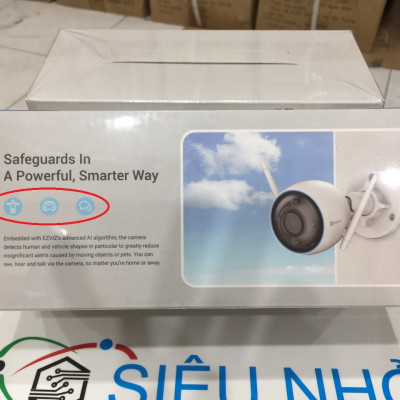 Safeguards In
A Powerful, Smarter Way
Embedded with EZVIZ's advanced AI algorithm, the camera
detects human and vehicle shapes in particular to greatly reduce
insignificant alerts caused by moving objects or pets. You can
see, hear and talk via the camera, no matter you're home or away.
EZVIZ
SIÊU NHỎ